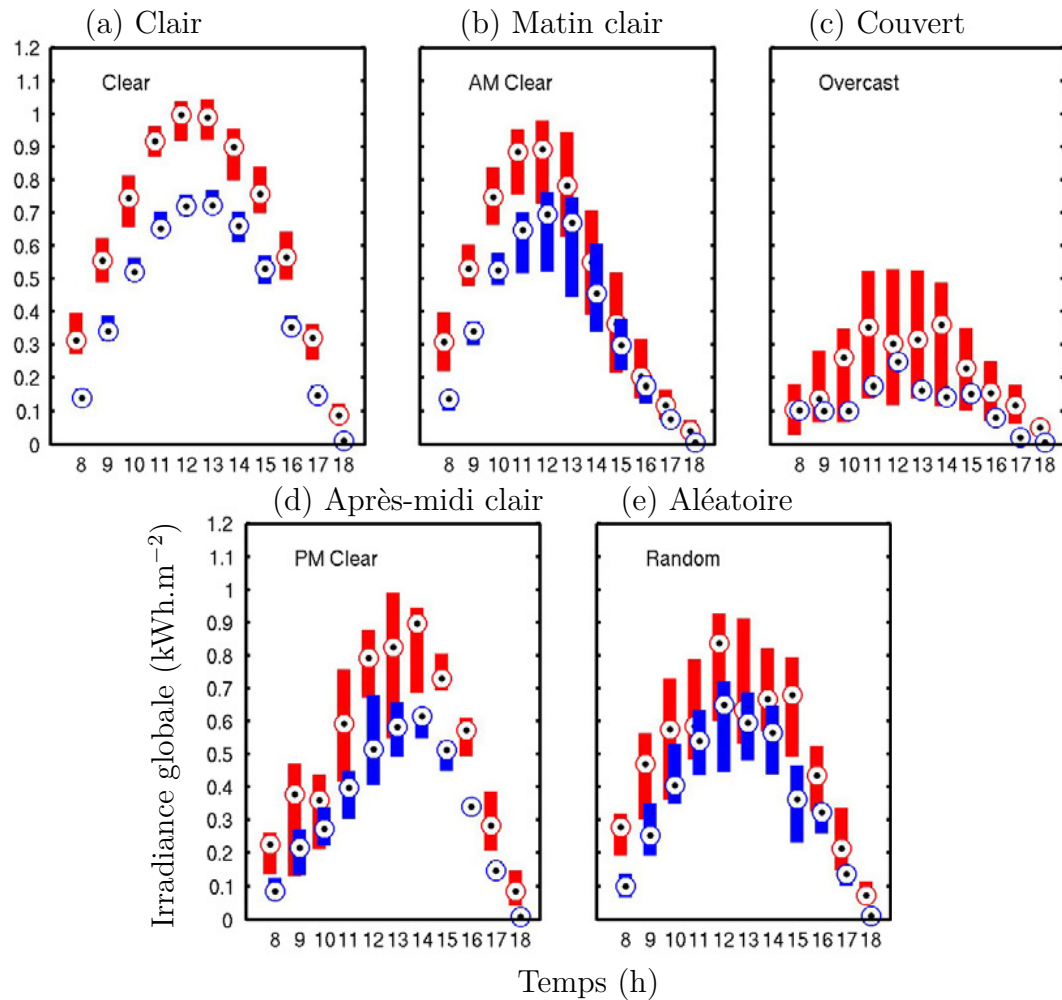 (a) Clair
(b) Matin clair
(c) Couvert
1.2
1.1
1
0.9
0.8
0.7
0.6
0.5
0.4
0.3
0.2
0.1
0
Clear
AM Clear
Overcast
8 9 10 11 12 13 14 15 16 17 18
8 9 10 11 12 13 14 15 16 17 18
8 9 10 11 12 13 14 15 16 17 18
(d) Après-midi clair
(e) Aléatoire
Irradiance globale (kWh.m−2)
1.2
1.1
1
0.9
0.8
0.7
0.6
0.5
0.4
0.3
0.2
0.1
0
PM Clear
Random
8 9 10 11 12 13 14 15 16 17 18
8 9 10 11 12 13 14 15 16 17 18
Temps (h)